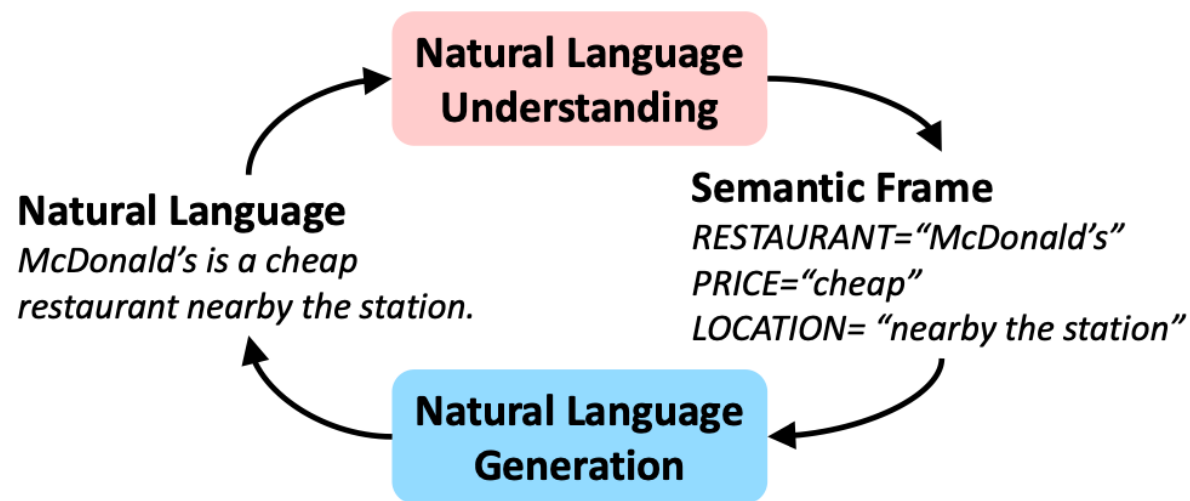 Natural Language
Understanding
Natural Language
McDonald’s is a cheap
restaurant nearby the station.
Semantic Frame
RESTAURANT=“McDonald’s”
PRICE=“cheap”
LOCATION= “nearby the station”
Natural Language
Generation